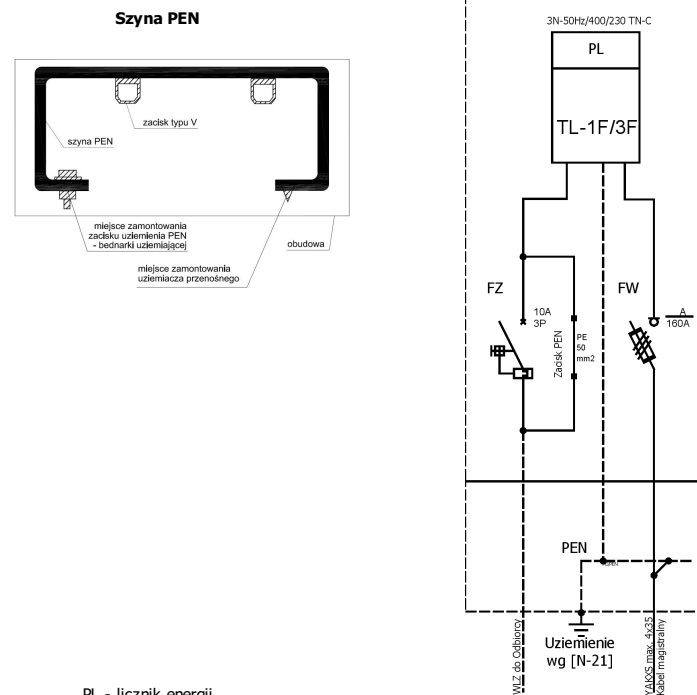 Szyna PEN
zacisk typu V
szyna PEN
miejsce zamontowania
zacisku uziemienia PEN
- bednarki uziemiającej
obudowa
miejsce zamontowania
uziemiacza przenośnego
3N-50Hz/400/230 TN-C
PL
TL-1F/3F
FZ
10A
3P
Zacisk PEN
PE
50
mm2
FW
A
160A
PEN
WLZ do Odbiorcy
Uziemienie
wg [N-21]
YAKXS max. 4x35
Kabel magistralny
PL - licznik energii